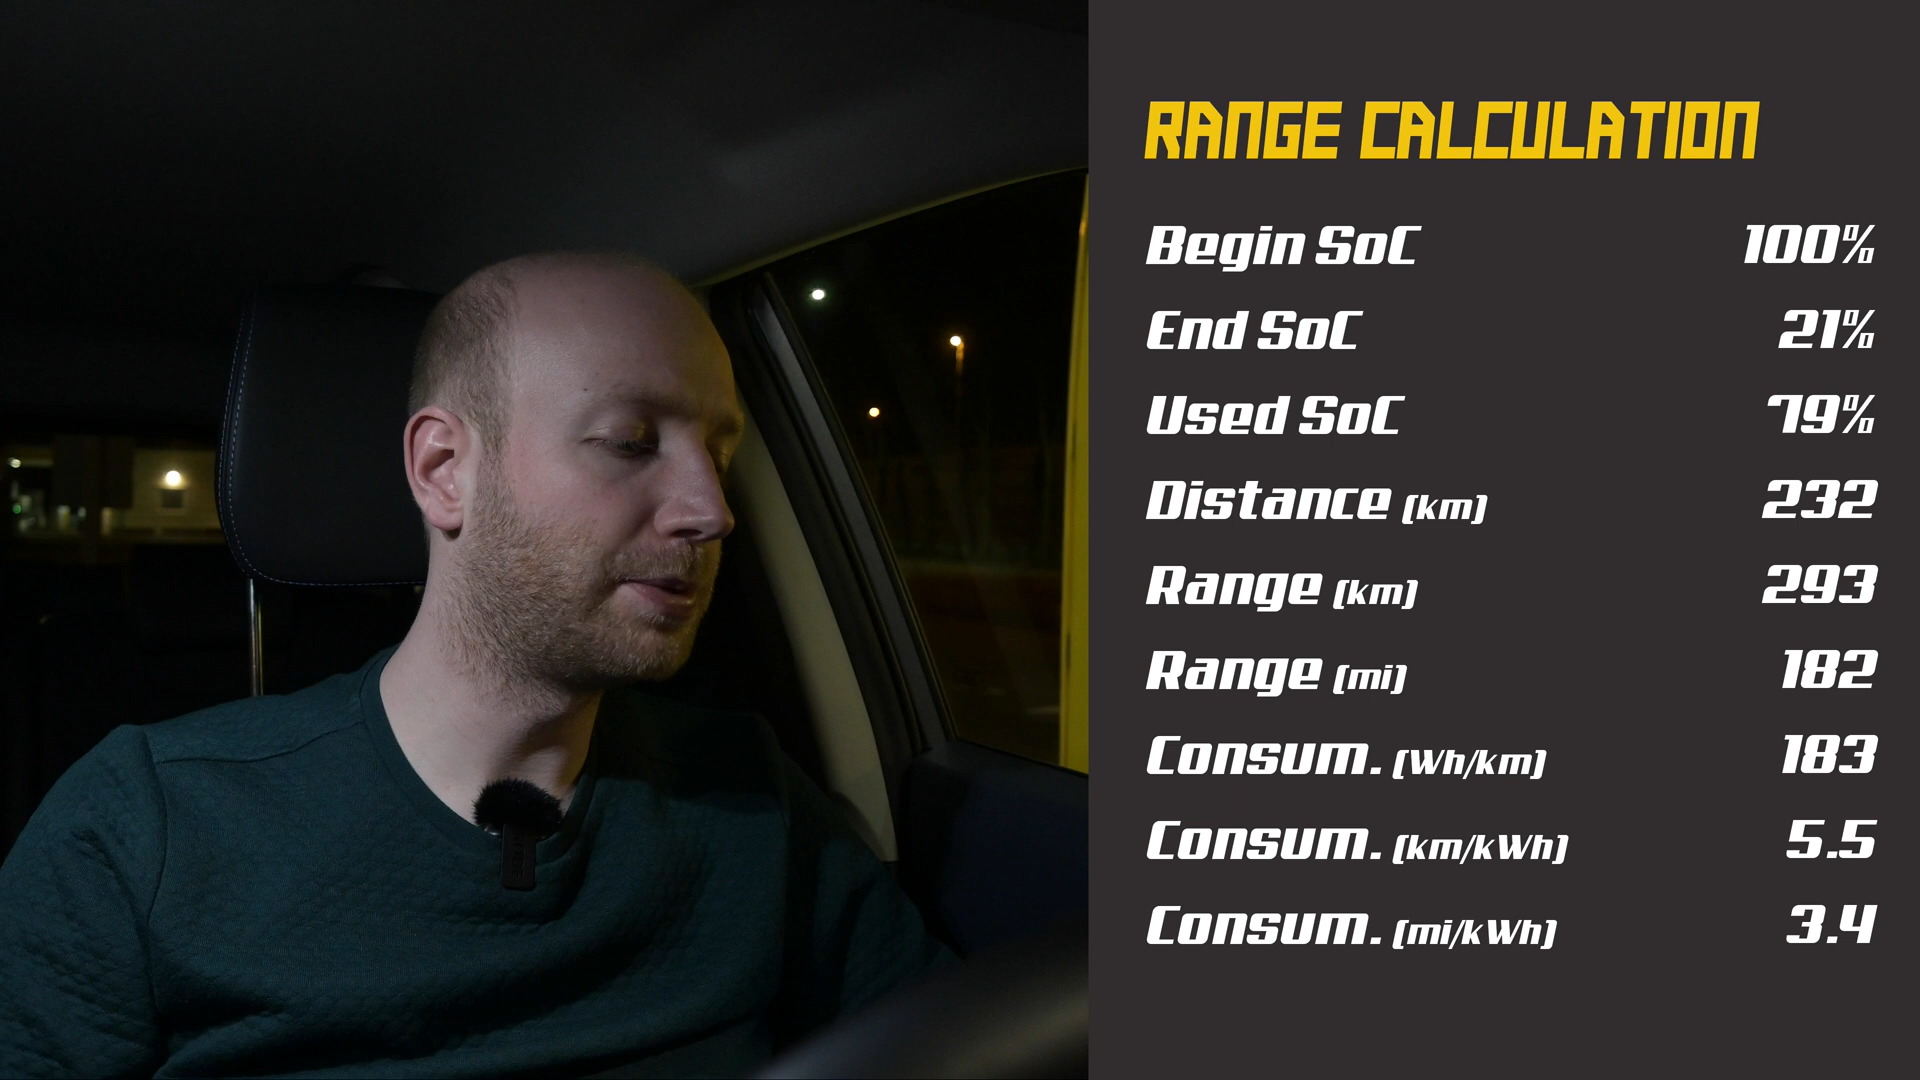 RANGE CALCULATION
Begin SoC 100%
End SoC 21%
Used SoC 79%
Distance (km) 232
Range (km) 293
Range (mi) 182
Consum. (Wh/km) 183
Consum. (km/kWh) 5.5
Consum. (mi/kWh) 3.4